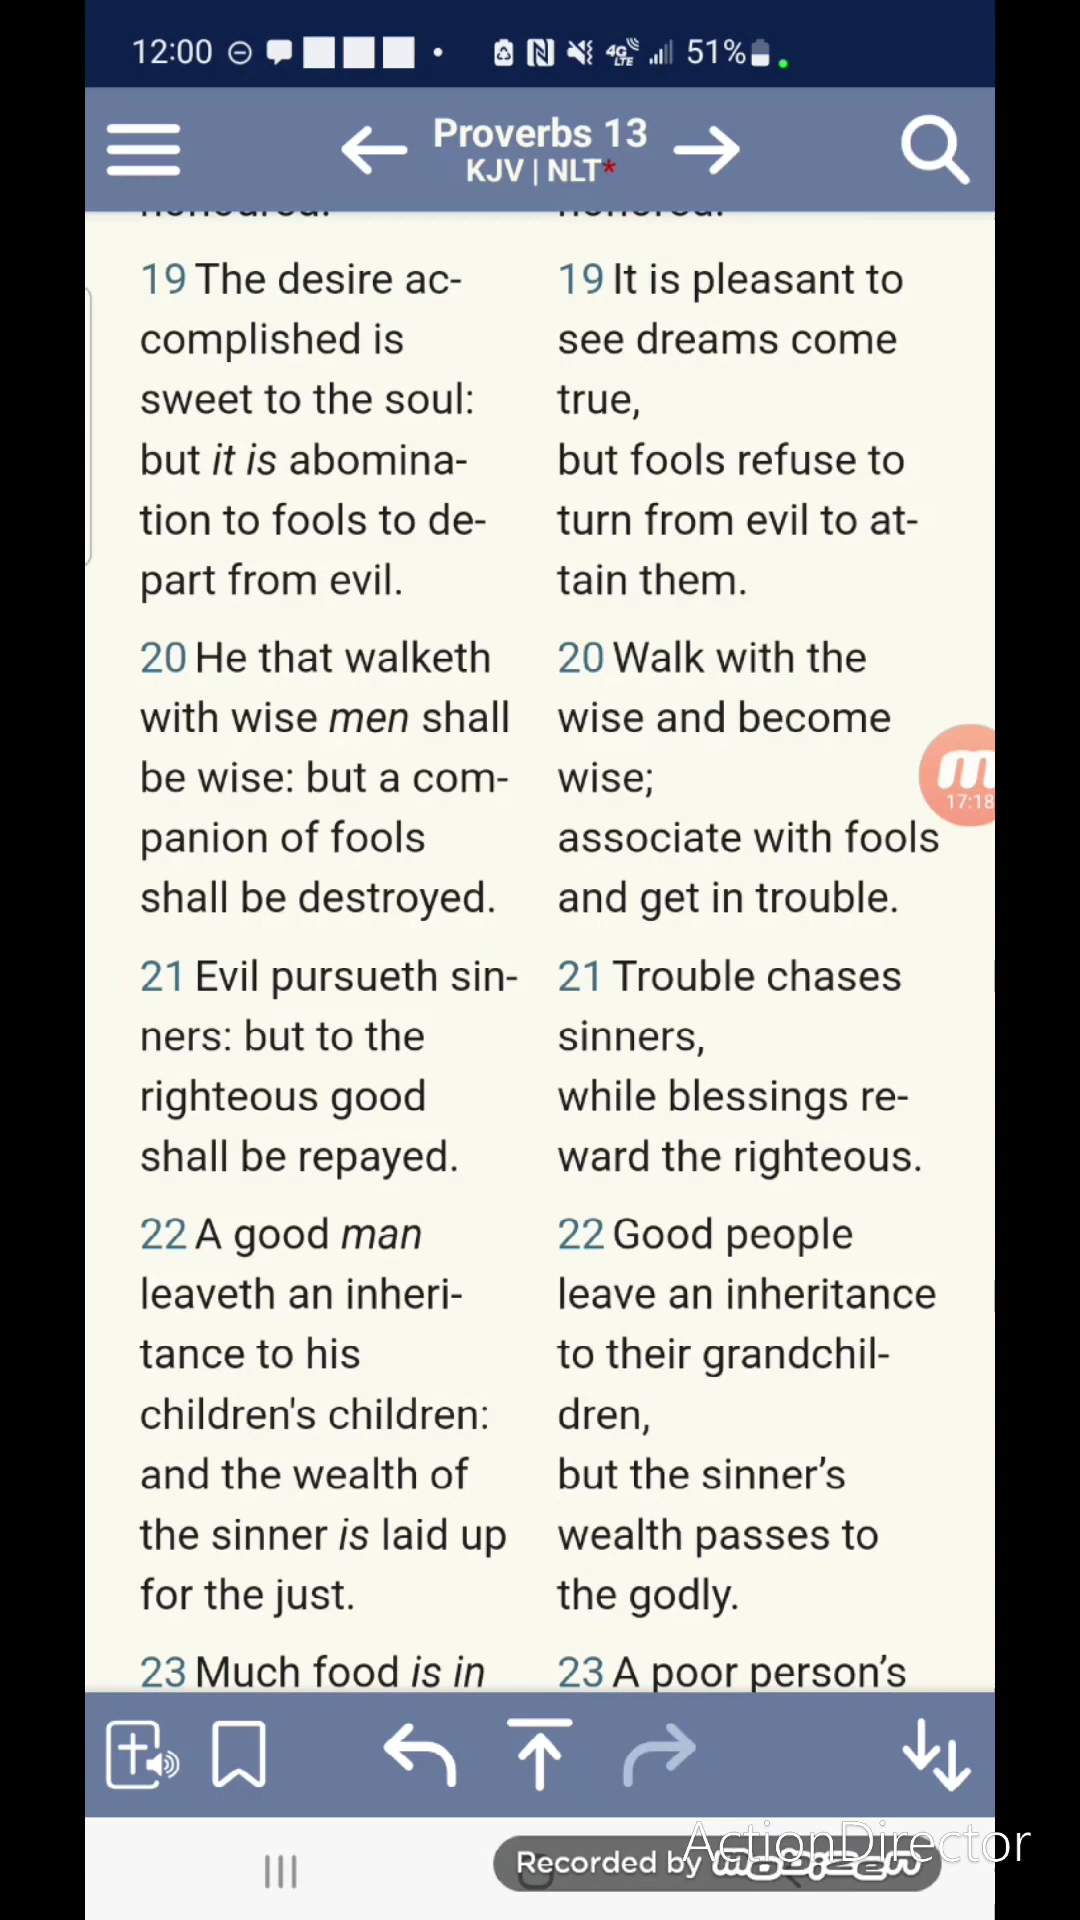 12:00
4G LTE
51%
Proverbs 13
KJV | NLT*
19 The desire ac-
complished is
sweet to the soul:
but it is abomina-
tion to fools to de-
part from evil.
20 He that walketh
with wise men shall
be wise: but a com-
panion of fools
shall be destroyed.
21 Evil pursueth sin-
ners: but to the
righteous good
shall be repayed.
22 A good man
leaveth an inheri-
tance to his
children's children:
and the wealth of
the sinner is laid up
for the just.
23 Much food is in
19 It is pleasant to
see dreams come
true,
but fools refuse to
turn from evil to at-
tain them.
20 Walk with the
wise and become
wise;
associate with fools
and get in trouble.
21 Trouble chases
sinners,
while blessings re-
ward the righteous.
22 Good people
leave an inheritance
to their grandchil-
dren,
but the sinner’s
wealth passes to
the godly.
23 A poor person’s
m
17:18
ActionDirector
Recorded by mobizen